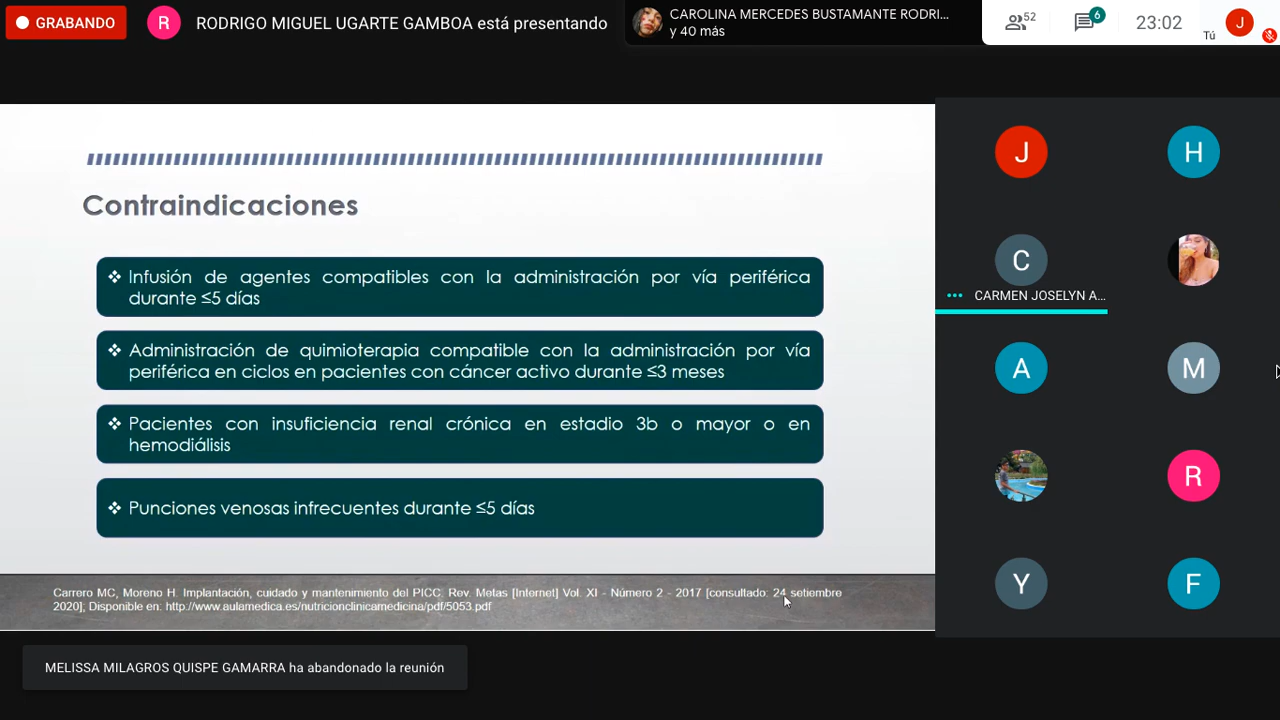 GRABANDO
R
RODRIGO MIGUEL UGARTE GAMBOA está presentando
CAROLINA MERCEDES BUSTAMANTE RODRI...
y 40 más
52
6
23:02
Tú
J
Contraindicaciones
❖ Infusión de agentes compatibles con la administración por vía periférica
durante ≤5 días
❖ Administración de quimioterapia compatible con la administración por vía
periférica en ciclos en pacientes con cáncer activo durante ≤3 meses
❖ Pacientes con insuficiencia renal crónica en estadio 3b o mayor o en
hemodiálisis
❖ Punciones venosas infrecuentes durante ≤5 días
Carrero MC, Moreno H. Implantación, cuidado y mantenimiento del PICC. Rev. Metas [Internet] Vol. XI - Número 2 - 2017 [consultado: 24 setiembre
2020]; Disponible en: http://www.aulamedica.es/nutricionclinicamedicina/pdf/5053.pdf
J
H
C
CARMEN JOSELYN A...
A
M
R
Y
F
MELISSA MILAGROS QUISPE GAMARRA ha abandonado la reunión